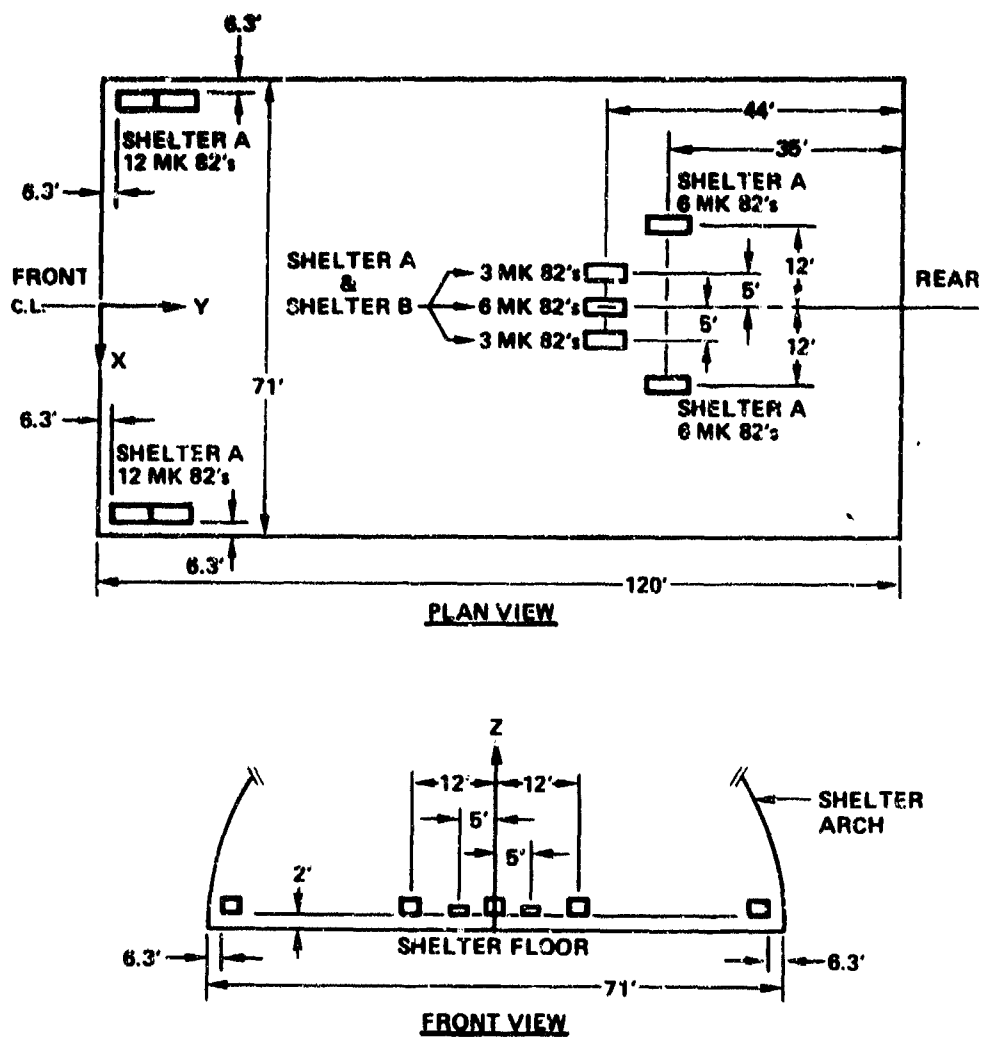 6.3'
44'
SHELTER A
12 MK 82's
35'
SHELTER A
6 MK 82's
6.3'
12'
SHELTER A
&
SHELTER B
3 MK 82's
6 MK 82's
3 MK 82's
5'
5'
12'
FRONT
C.L.
Y
REAR
X
71'
6.3'
SHELTER A
12 MK 82's
SHELTER A
6 MK 82's
6.3'
120'
PLAN VIEW
Z
12'
12'
5'
5'
SHELTER
ARCH
2'
SHELTER FLOOR
6.3'
6.3'
71'
FRONT VIEW